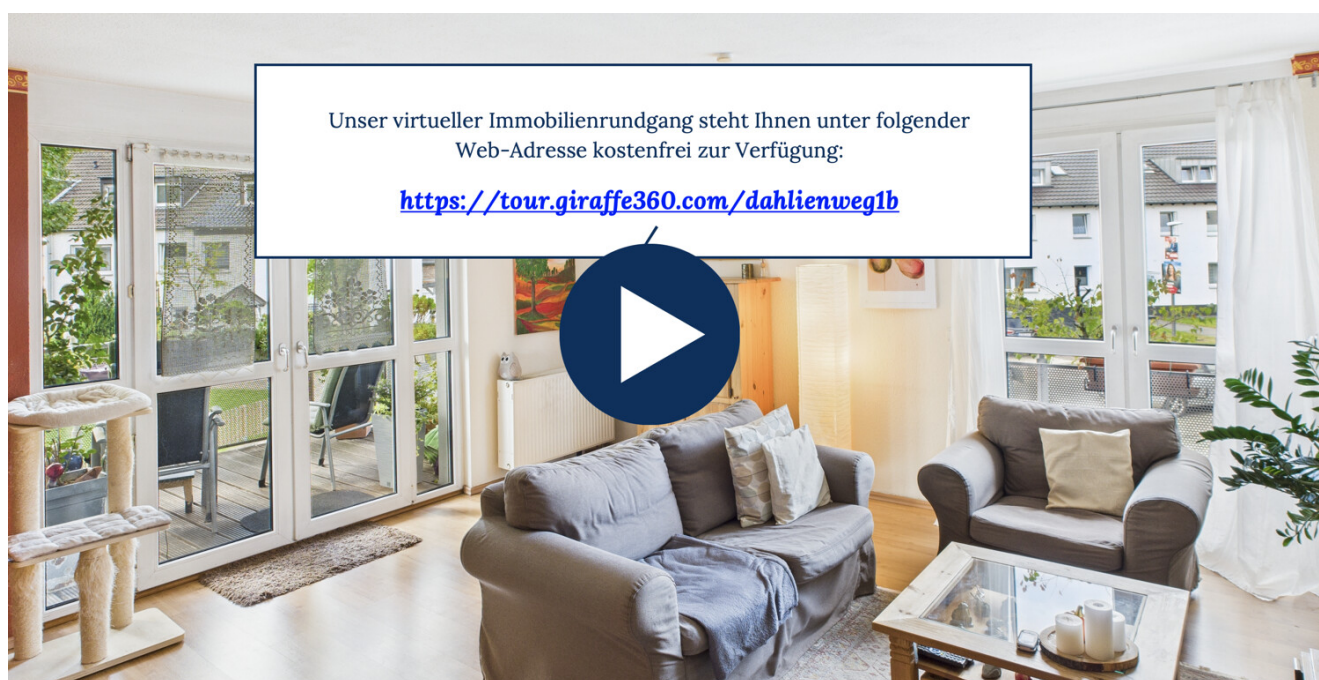 Unser virtueller Immobilienrundgang steht Ihnen unter folgender
Web-Adresse kostenfrei zur Verfügung:
https://tour.giraffe360.com/dahlienweg1b